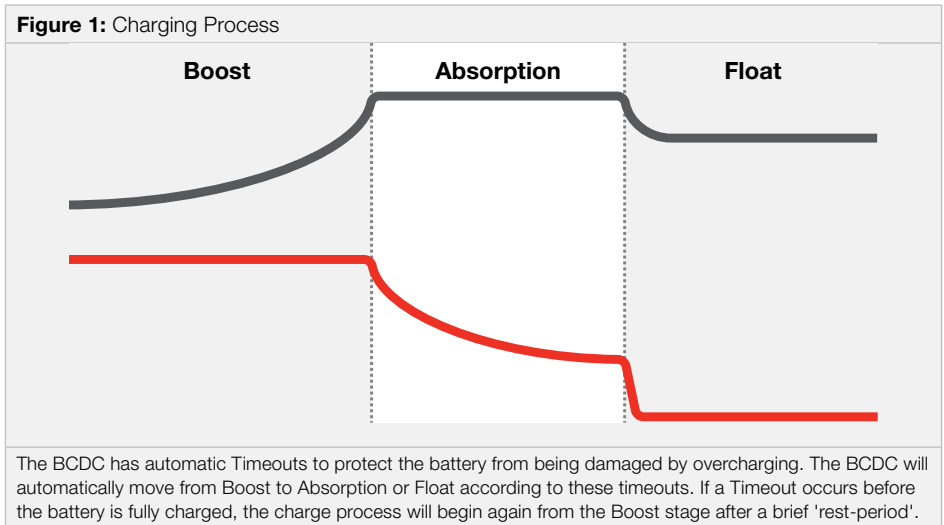 Figure 1: Charging Process
Boost
Absorption
Float
The BCDC has automatic Timeouts to protect the battery from being damaged by overcharging. The BCDC will
automatically move from Boost to Absorption or Float according to these timeouts. If a Timeout occurs before
the battery is fully charged, the charge process will begin again from the Boost stage after a brief 'rest-period'.